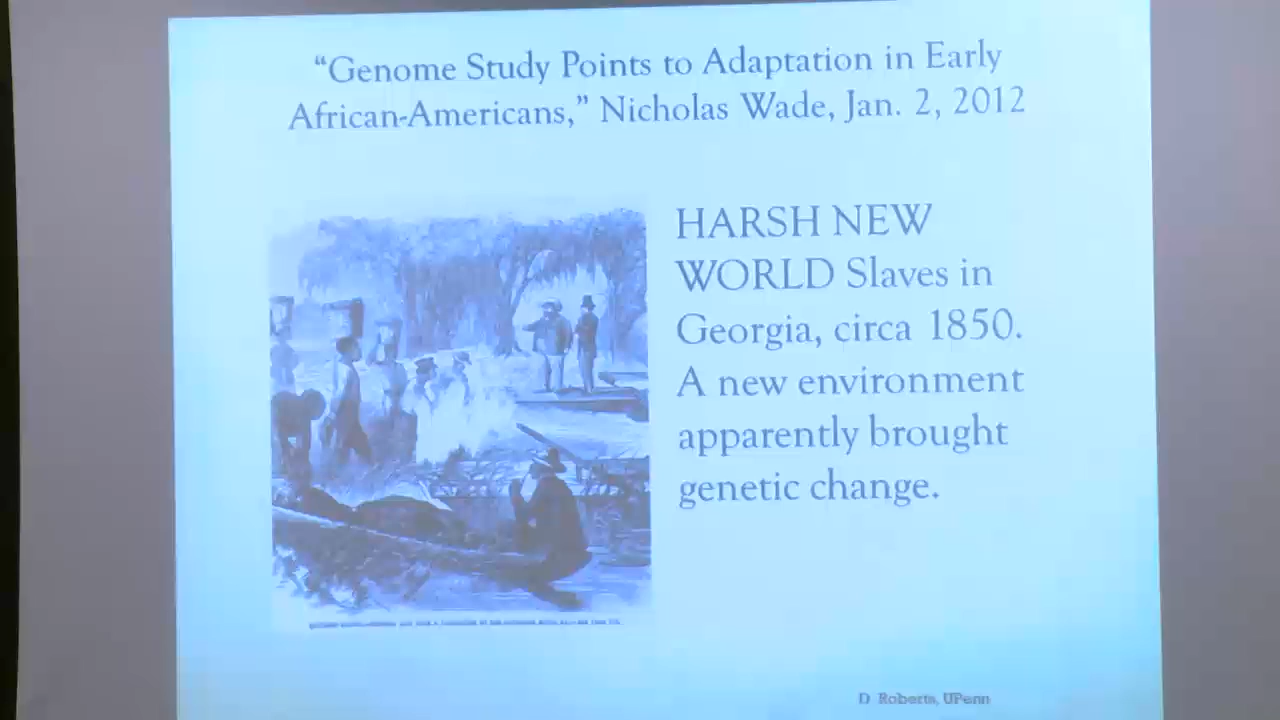 “Genome Study Points to Adaptation in Early
African-Americans,” Nicholas Wade, Jan. 2, 2012
HARSH NEW
WORLD Slaves in
Georgia, circa 1850.
A new environment
apparently brought
genetic change.
D Roberts, UPenn